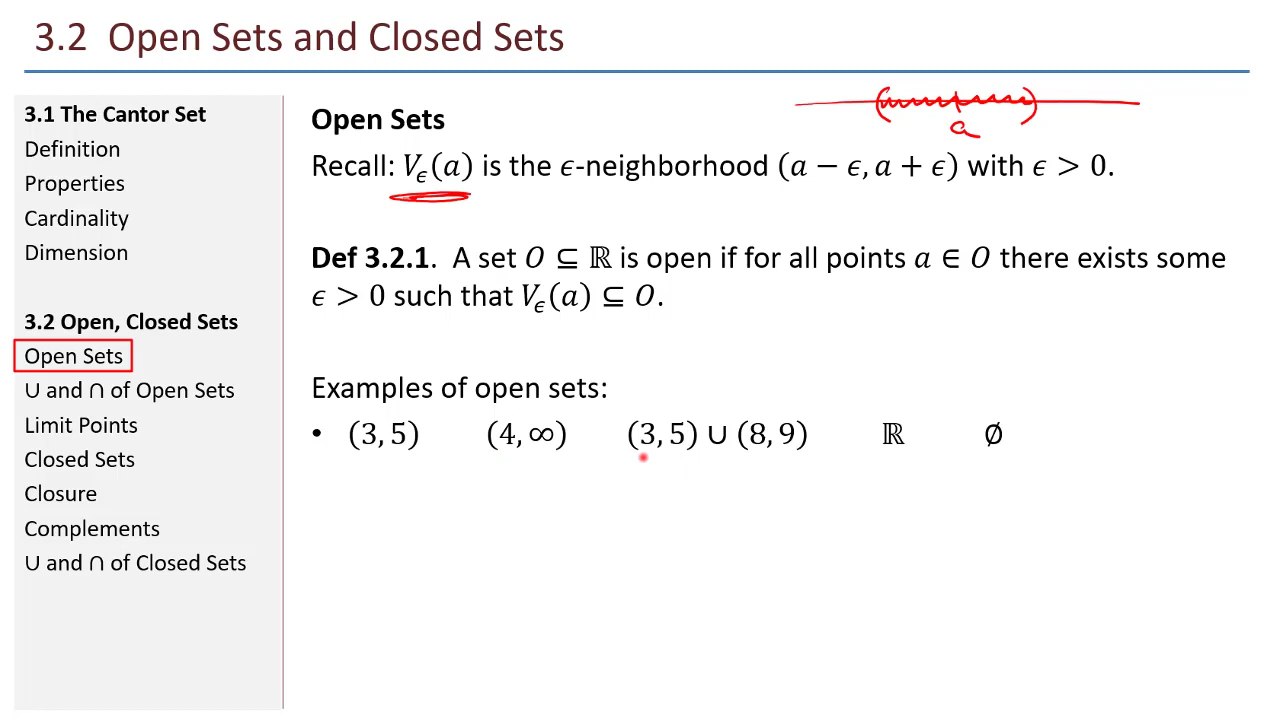 3.2 Open Sets and Closed Sets
3.1 The Cantor Set
Definition
Properties
Cardinality
Dimension
3.2 Open, Closed Sets
Open Sets
∪ and ∩ of Open Sets
Limit Points
Closed Sets
Closure
Complements
∪ and ∩ of Closed Sets
a
Open Sets
Recall: V_ϵ(a) is the ϵ-neighborhood (a − ϵ, a + ϵ) with ϵ > 0.
Def 3.2.1. A set O ⊆ ℝ is open if for all points a ∈ O there exists some
ϵ > 0 such that V_ϵ(a) ⊆ O.
Examples of open sets:
• (3, 5) (4, ∞) (3, 5) ∪ (8, 9) ℝ ∅